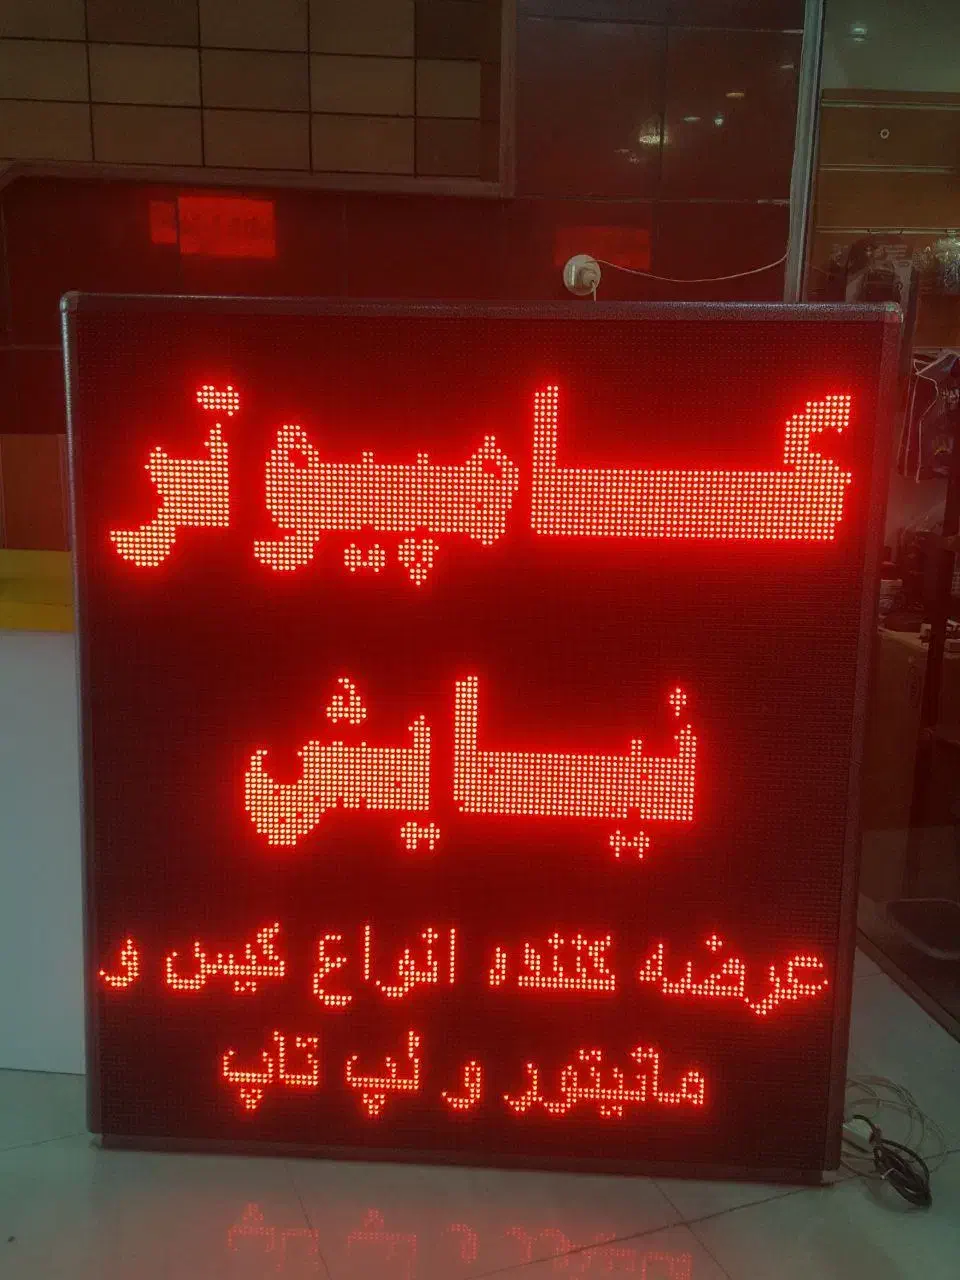 کامپیوتر
نیایش
عرضه کننده انواع کیس و
مانیتور و لپ تاپ